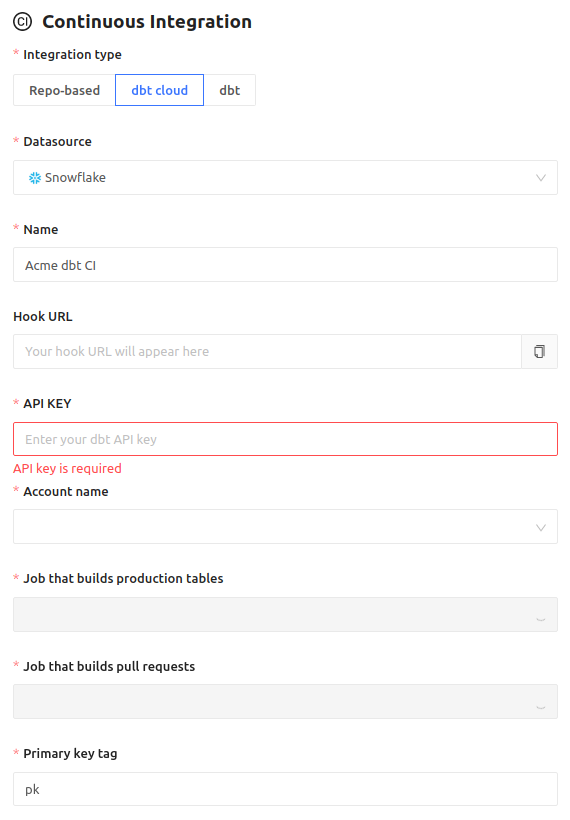 CI Continuous Integration
* Integration type
Repo-based dbt cloud dbt
* Datasource
Snowflake
* Name
Acme dbt CI
Hook URL
Your hook URL will appear here
* API KEY
Enter your dbt API key
API key is required
* Account name
* Job that builds production tables
* Job that builds pull requests
* Primary key tag
pk